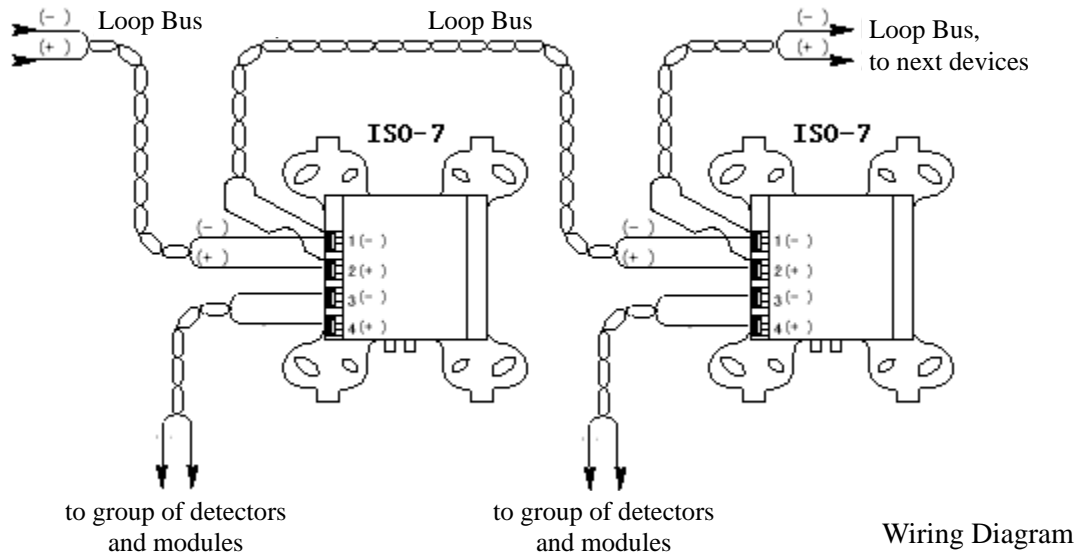 (-)
(+)
Loop Bus
Loop Bus
(-)
(+)
Loop Bus,
to next devices
ISO-7
ISO-7
(-)
(+)
1(-)
2(+)
3(-)
4(+)
(-)
(+)
1(-)
2(+)
3(-)
4(+)
to group of detectors
and modules
to group of detectors
and modules
Wiring Diagram